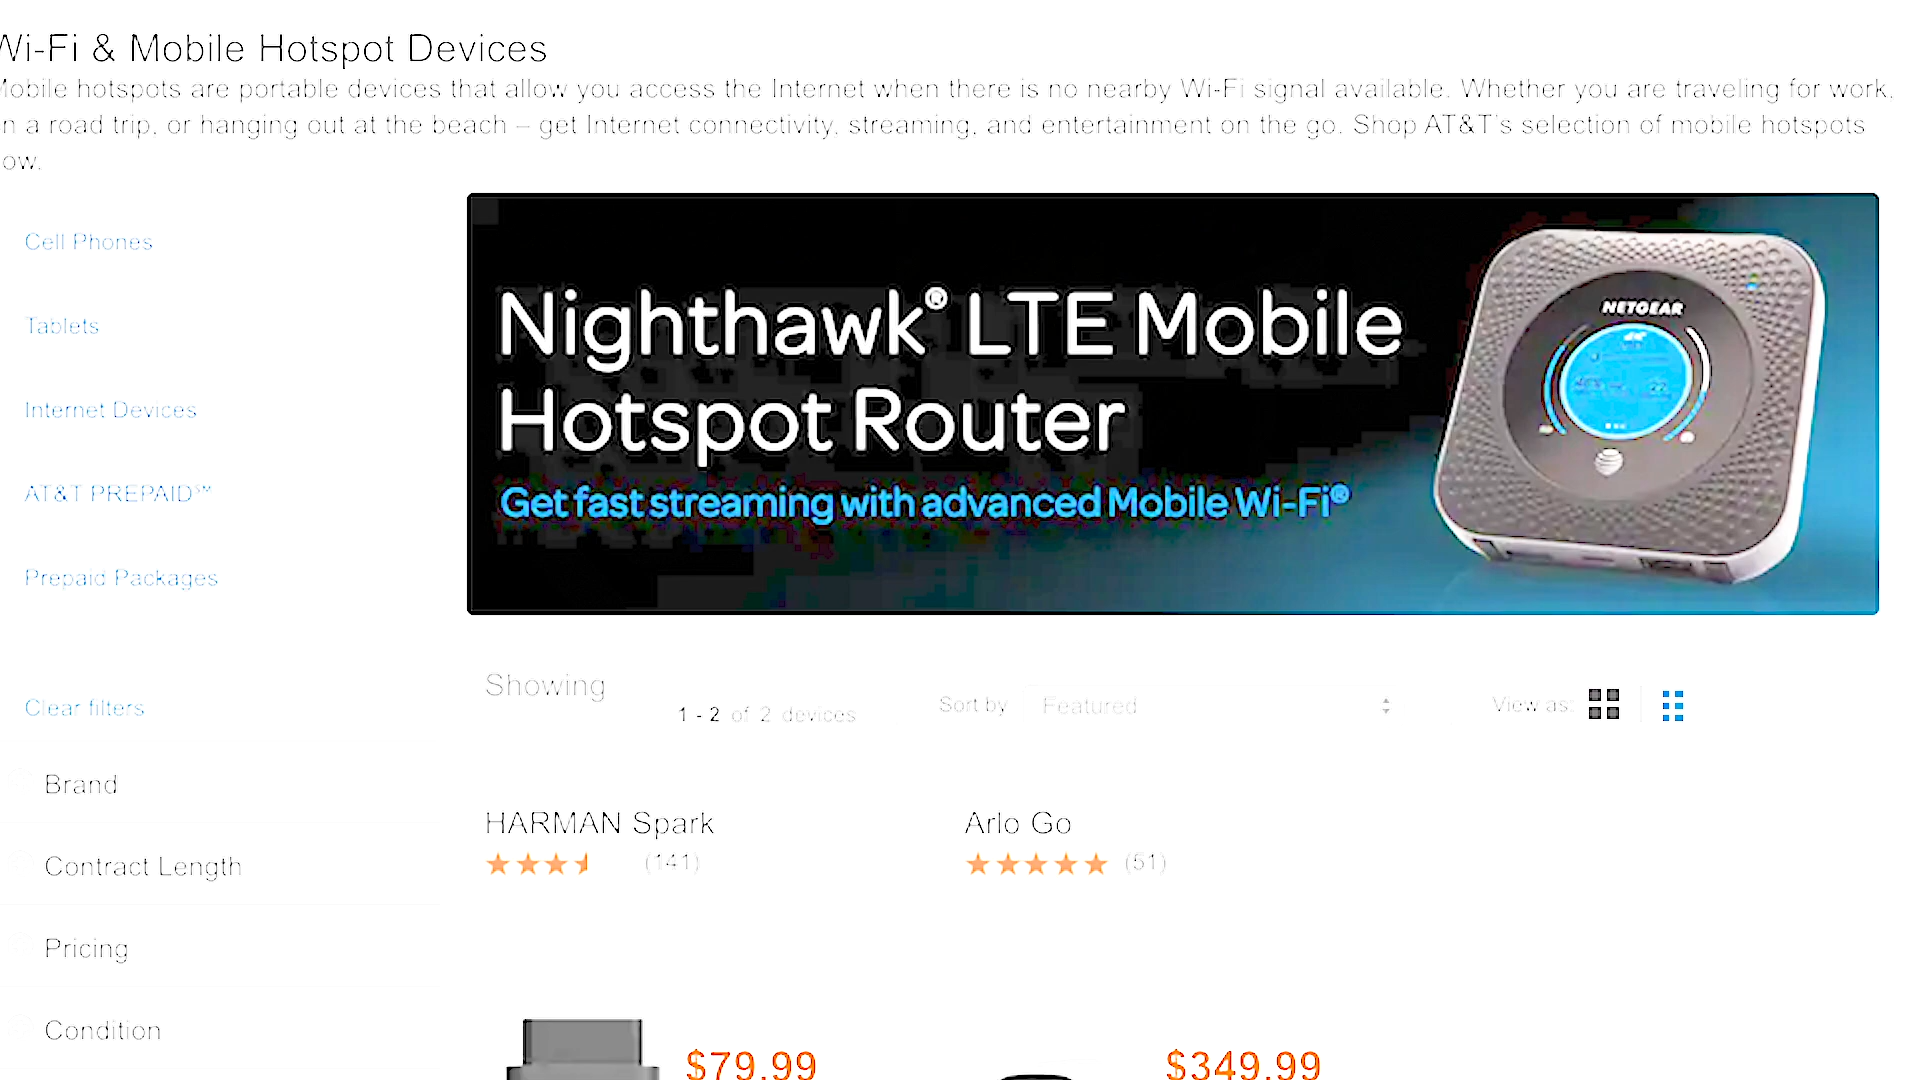 Wi-Fi & Mobile Hotspot Devices
Mobile hotspots are portable devices that allow you access the Internet when there is no nearby Wi-Fi signal available. Whether you are traveling for work,
n a road trip, or hanging out at the beach – get Internet connectivity, streaming, and entertainment on the go. Shop AT&T's selection of mobile hotspots
ow.
Cell Phones
Tablets
Internet Devices
AT&T PREPAID℠
Prepaid Packages
Nighthawk® LTE Mobile
Hotspot Router
Get fast streaming with advanced Mobile Wi-Fi®
NETGEAR
Clear filters
Showing
1 - 2 of 2 devices
Sort by Featured
View as:
Brand
Contract Length
Pricing
Condition
HARMAN Spark
(141)
$79.99
Arlo Go
(51)
$349.99